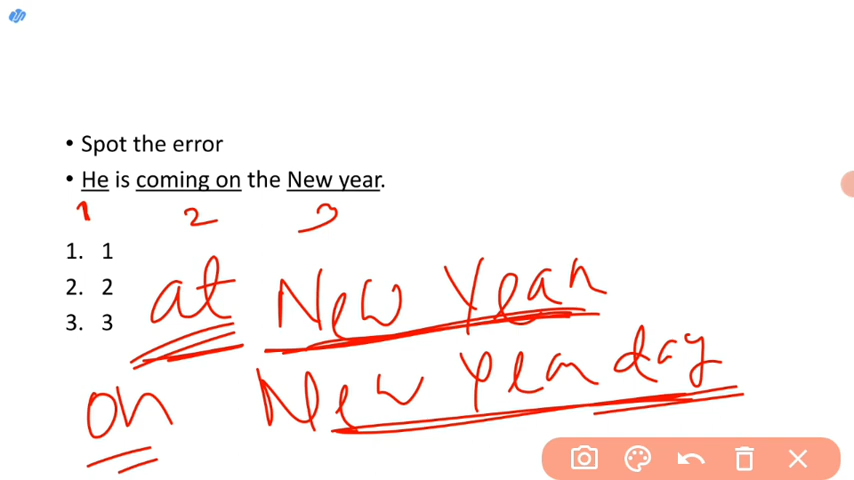 • Spot the error
• He is coming on the New year.
1 2 3
1. 1
2. 2
3. 3
at New Year
on New Year day